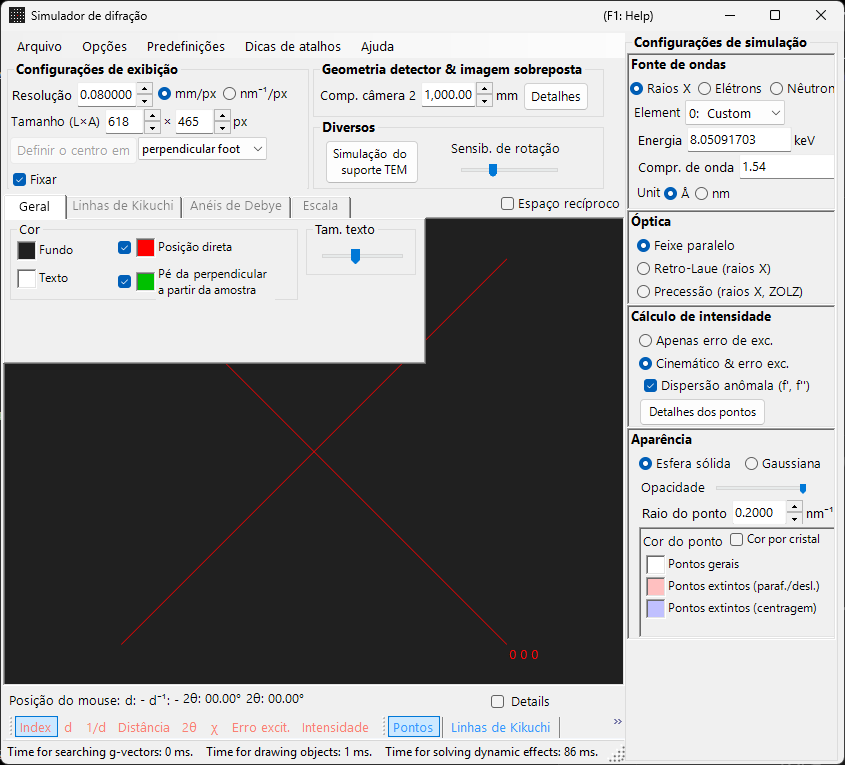 Simulador de difração
(F1: Help)
Arquivo Opções Predefinições Dicas de atalhos Ajuda
Configurações de exibição
Resolução 0.080000 mm/px nm⁻¹/px
Tamanho (L×A) 618 × 465 px
Definir o centro em perpendicular foot
Fixar
Geometria detector & imagem sobreposta
Comp. câmera 2 1,000.00 mm Detalhes
Diversos
Simulação do
suporte TEM
Sensib. de rotação
Espaço recíproco
Geral Linhas de Kikuchi Anéis de Debye Escala
Cor
Fundo
Texto
Posição direta
Pé da perpendicular
a partir da amostra
Tam. texto
0 0 0
Configurações de simulação
Fonte de ondas
Raios X Elétrons Nêutron
Element 0: Custom
Energia 8.05091703 keV
Compr. de onda 1.54
Unit Å nm
Óptica
Feixe paralelo
Retro-Laue (raios X)
Precessão (raios X, ZOLZ)
Cálculo de intensidade
Apenas erro de exc.
Cinemático & erro exc.
Dispersão anômala (f', f'')
Detalhes dos pontos
Aparência
Esfera sólida Gaussiana
Opacidade
Raio do ponto 0.2000 nm⁻¹
Cor do ponto Cor por cristal
Pontos gerais
Pontos extintos (paraf./desl.)
Pontos extintos (centragem)
Posição do mouse: d: - d⁻¹: - 2θ: 00.00° 2θ: 00.00°
Details
Index d 1/d Distância 2θ χ Erro excit. Intensidade Pontos Linhas de Kikuchi »
Time for searching g-vectors: 0 ms. Time for drawing objects: 1 ms. Time for solving dynamic effects: 86 ms.